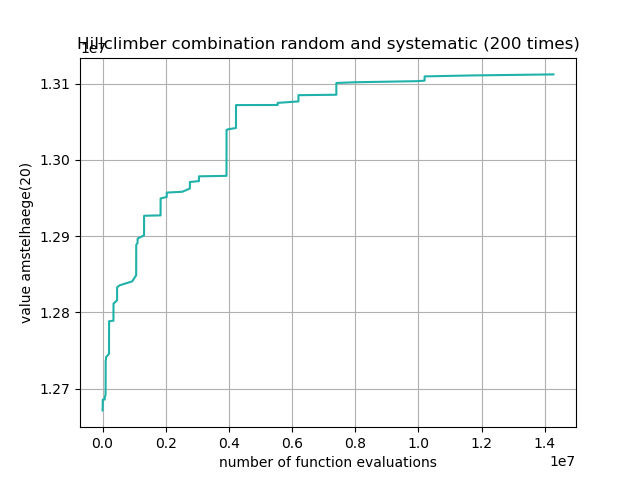 Hillclimber combination random and systematic (200 times)
1e7
1.31
1.30
1.29
1.28
1.27
value amstelhaege(20)
0.0 0.2 0.4 0.6 0.8 1.0 1.2 1.4
1e7
number of function evaluations